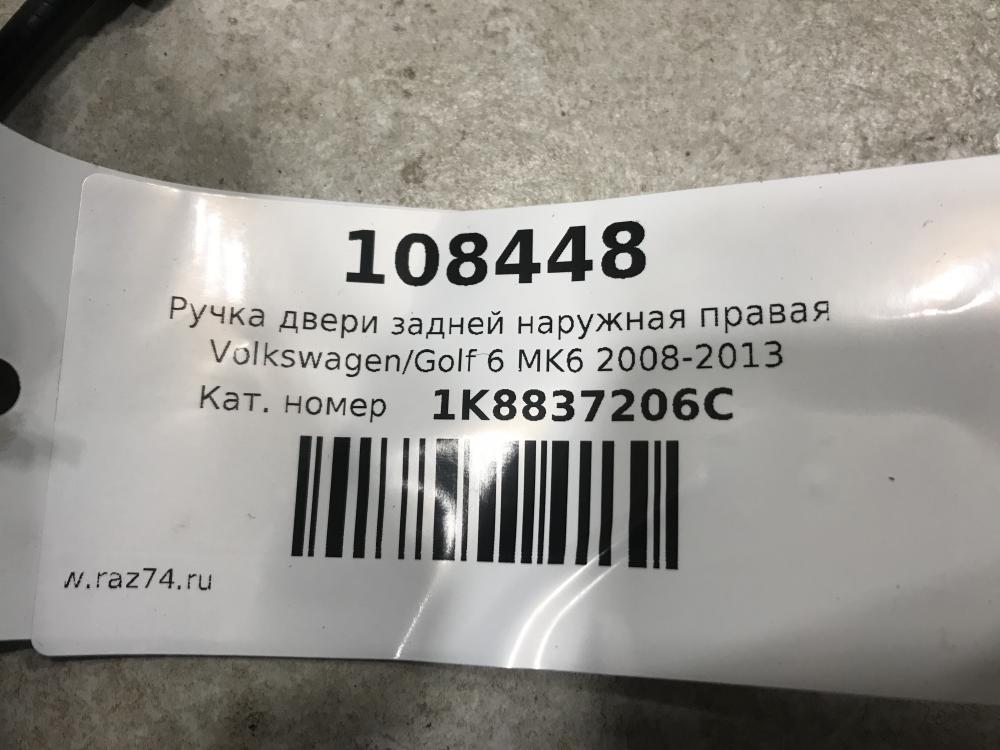 108448
Ручка двери задней наружная правая
Volkswagen/Golf 6 MK6 2008-2013
Кат. номер 1K8837206C
w.raz74.ru